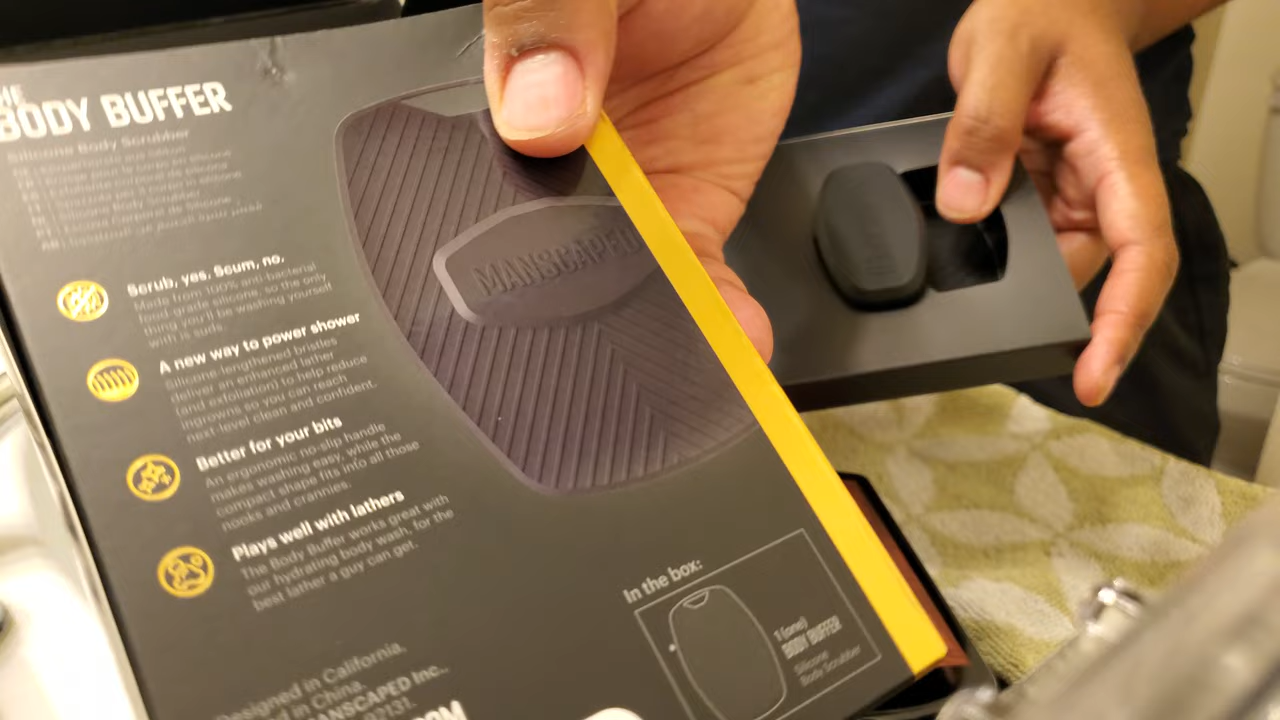 THE
BODY BUFFER
Silicone Body Scrubber
Scrub, yes. Scum, no.
Made from 100% anti-bacterial
food grade silicone, so the only
thing you'll be washing yourself
with is suds.
A new way to power shower
Silicone lengthened bristles
deliver an enhanced lather
(and exfoliation) to help reduce
ingrowns so you can reach
next-level clean and confident.
Better for your bits
An ergonomic no-slip handle
makes washing easy, while the
compact shape fits into all those
nooks and crannies.
Plays well with lathers
The Body Buffer works great with
our hydrating body wash, for the
best lather a guy can get.
MANSCAPED
In the box:
1 (one)
BODY BUFFER
Silicone
Body Scrubber
Designed in California,
in China.
MANSCAPED Inc.,
92131.